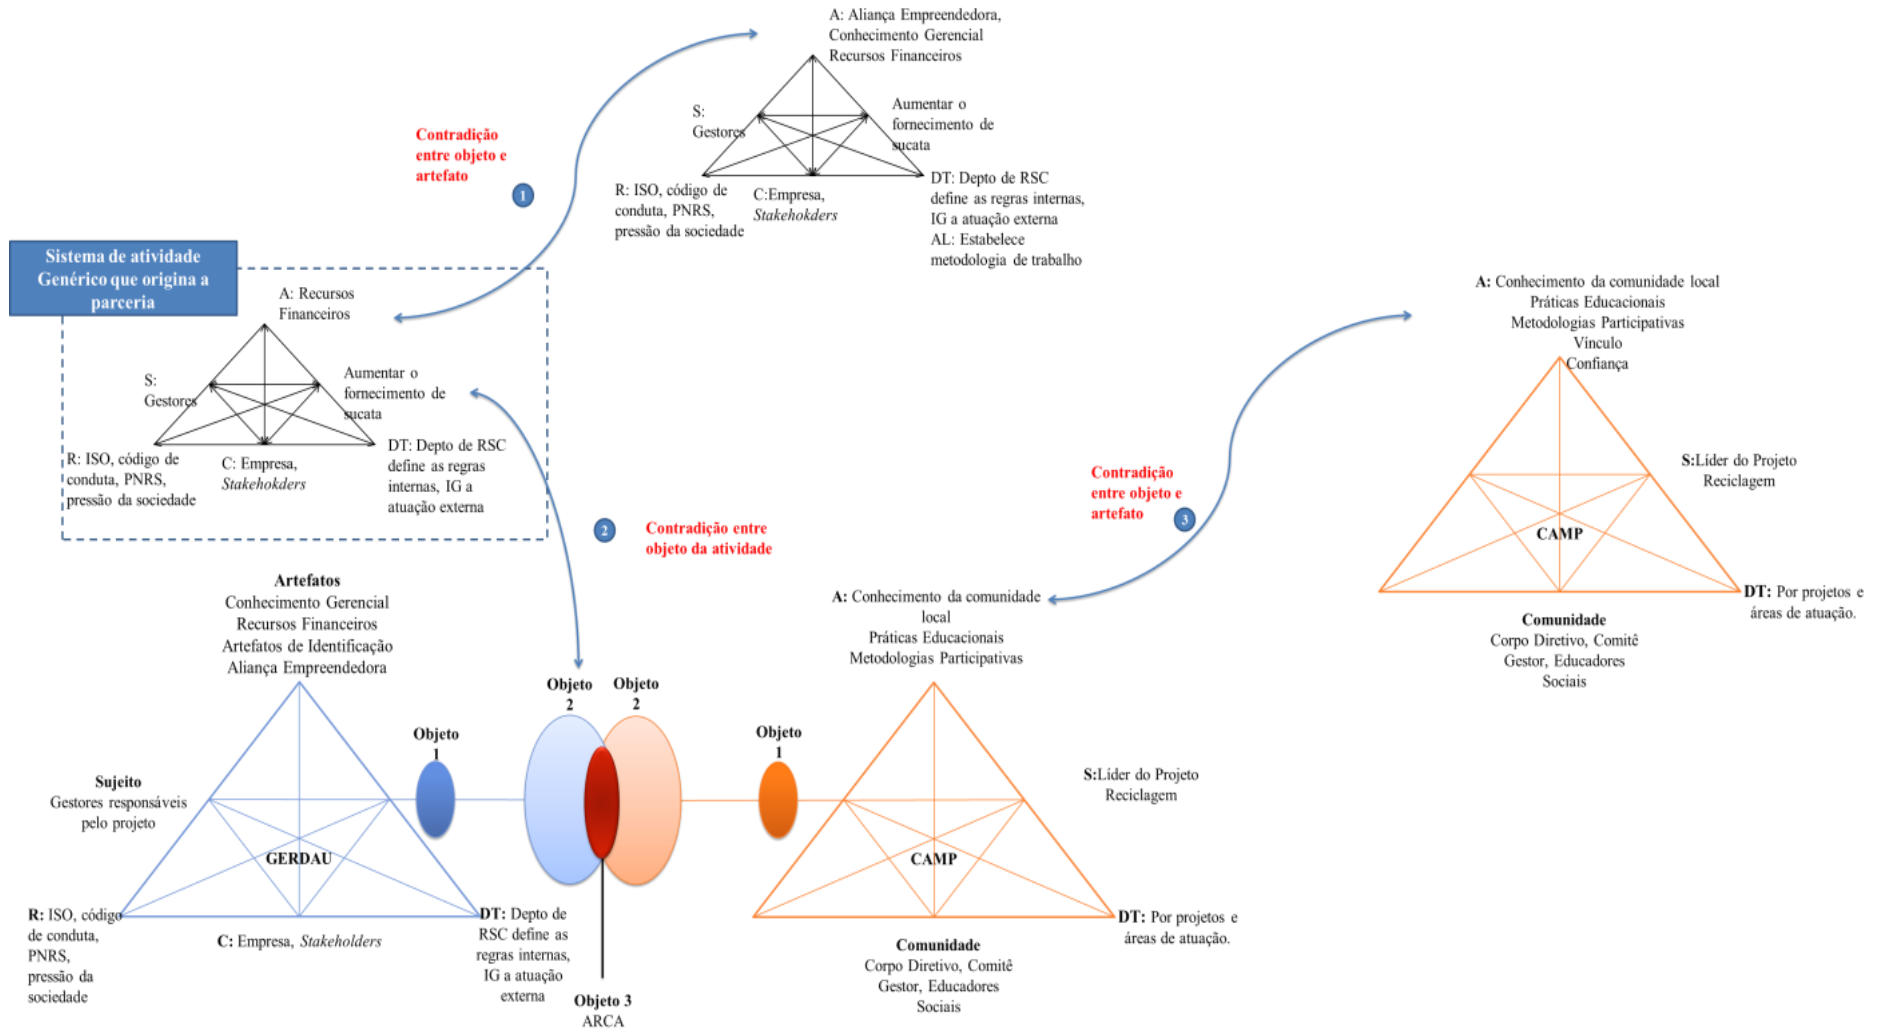 A: Aliança Empreendedora,
Conhecimento Gerencial
Recursos Financeiros
S:
Gestores
Aumentar o
fornecimento de
sucata
R: ISO, código de
conduta, PNRS,
pressão da sociedade
C:Empresa,
Stakehokders
DT: Depto de RSC
define as regras internas,
IG a atuação externa
AL: Estabelece
metodologia de trabalho
Contradição
entre objeto e
artefato
1
Sistema de atividade
Genérico que origina a
parceria
A: Recursos
Financeiros
S:
Gestores
Aumentar o
fornecimento de
sucata
R: ISO, código de
conduta, PNRS,
pressão da sociedade
C: Empresa,
Stakehokders
DT: Depto de RSC
define as regras
internas, IG a
atuação externa
2
Contradição entre
objeto da atividade
Contradição
entre objeto e
artefato
3
A: Conhecimento da comunidade local
Práticas Educacionais
Metodologias Participativas
Vínculo
Confiança
S:Líder do Projeto
Reciclagem
CAMP
DT: Por projetos e
áreas de atuação.
Comunidade
Corpo Diretivo, Comitê
Gestor, Educadores
Sociais
Artefatos
Conhecimento Gerencial
Recursos Financeiros
Artefatos de Identificação
Aliança Empreendedora
Sujeito
Gestores responsáveis
pelo projeto
GERDAU
R: ISO, código
de conduta,
PNRS,
pressão da
sociedade
C: Empresa, Stakeholders
DT: Depto de
RSC define as
regras internas,
IG a atuação
externa
Objeto
1
Objeto
2
Objeto
2
Objeto 3
ARCA
Objeto
1
A: Conhecimento da comunidade
local
Práticas Educacionais
Metodologias Participativas
S:Líder do Projeto
Reciclagem
CAMP
DT: Por projetos e
áreas de atuação.
Comunidade
Corpo Diretivo, Comitê
Gestor, Educadores
Sociais